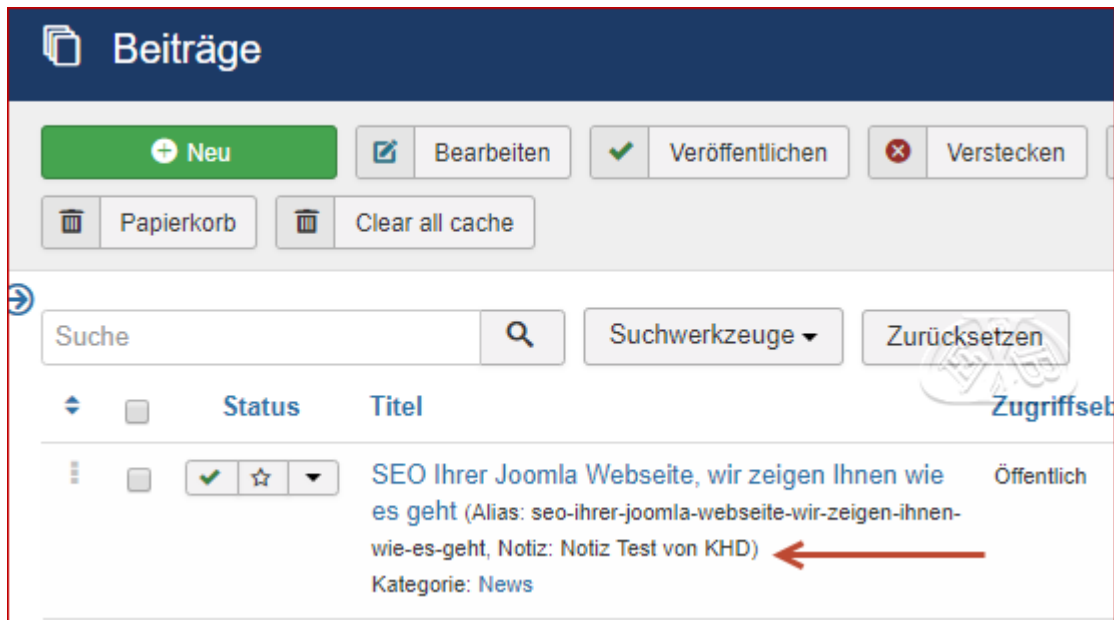 Beiträge
Neu Bearbeiten Veröffentlichen Verstecken
Papierkorb Clear all cache
Suche Suchwerkzeuge Zurücksetzen
Status Titel Zugriffseb
SEO Ihrer Joomla Webseite, wir zeigen Ihnen wie Öffentlich
es geht (Alias: seo-ihrer-joomla-webseite-wir-zeigen-ihnen-
wie-es-geht, Notiz: Notiz Test von KHD)
Kategorie: News